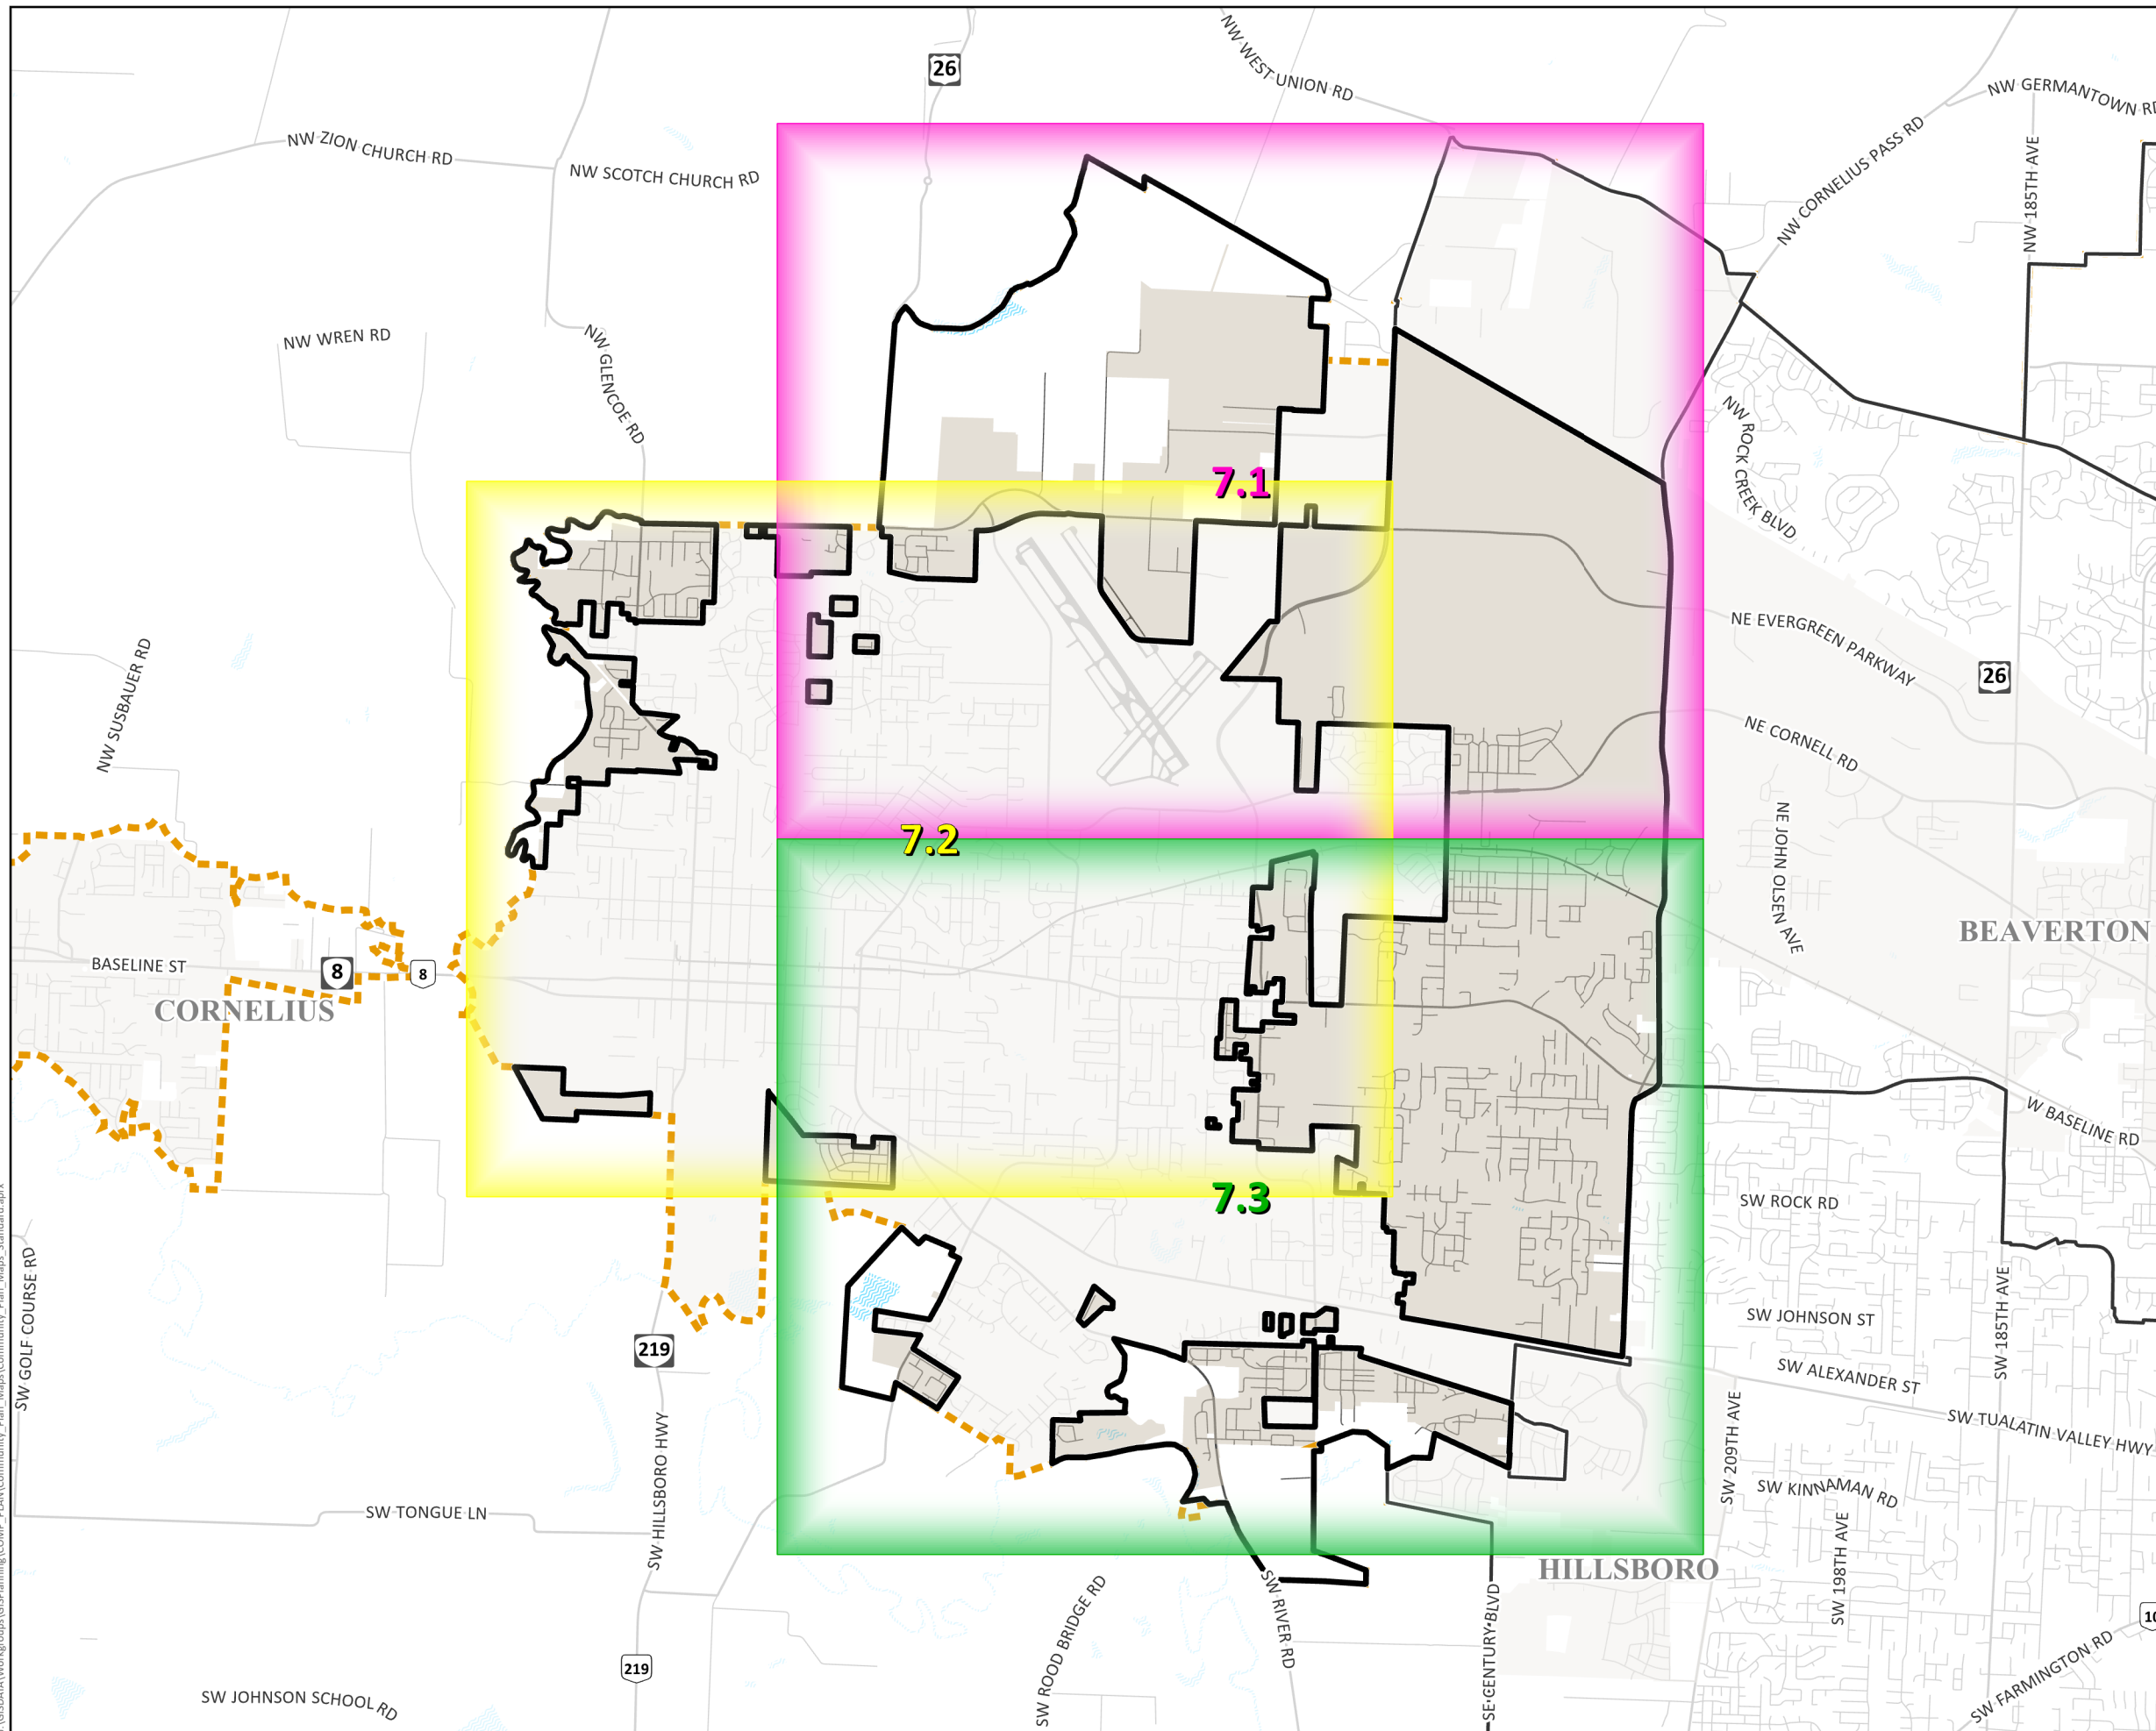 26
NW WEST UNION RD
NW GERMANTOWN RD
NW ZION CHURCH RD
NW SCOTCH CHURCH RD
NW CORNELIUS PASS RD
NW 185TH AVE
NW WREN RD
NW GLENCOE RD
NW ROCK CREEK BLVD
7.1
NE EVERGREEN PARKWAY
26
NW SUSBAUER RD
NE CORNELL RD
7.2
NE JOHN OLSEN AVE
BEAVERTON
BASELINE ST
8
8
CORNELIUS
W BASELINE RD
7.3
SW ROCK RD
SW GOLF COURSE RD
SW JOHNSON ST
SW 185TH AVE
219
SW ALEXANDER ST
SW TUALATIN VALLEY HWY
SW 209TH AVE
SW HILLSBORO HWY
SW KINNAMAN RD
SW TONGUE LN
SW 198TH AVE
HILLSBORO
SW ROOD BRIDGE RD
SW RIVER RD
SE CENTURY BLVD
10
219
SW FARMINGTON RD
SW JOHNSON SCHOOL RD